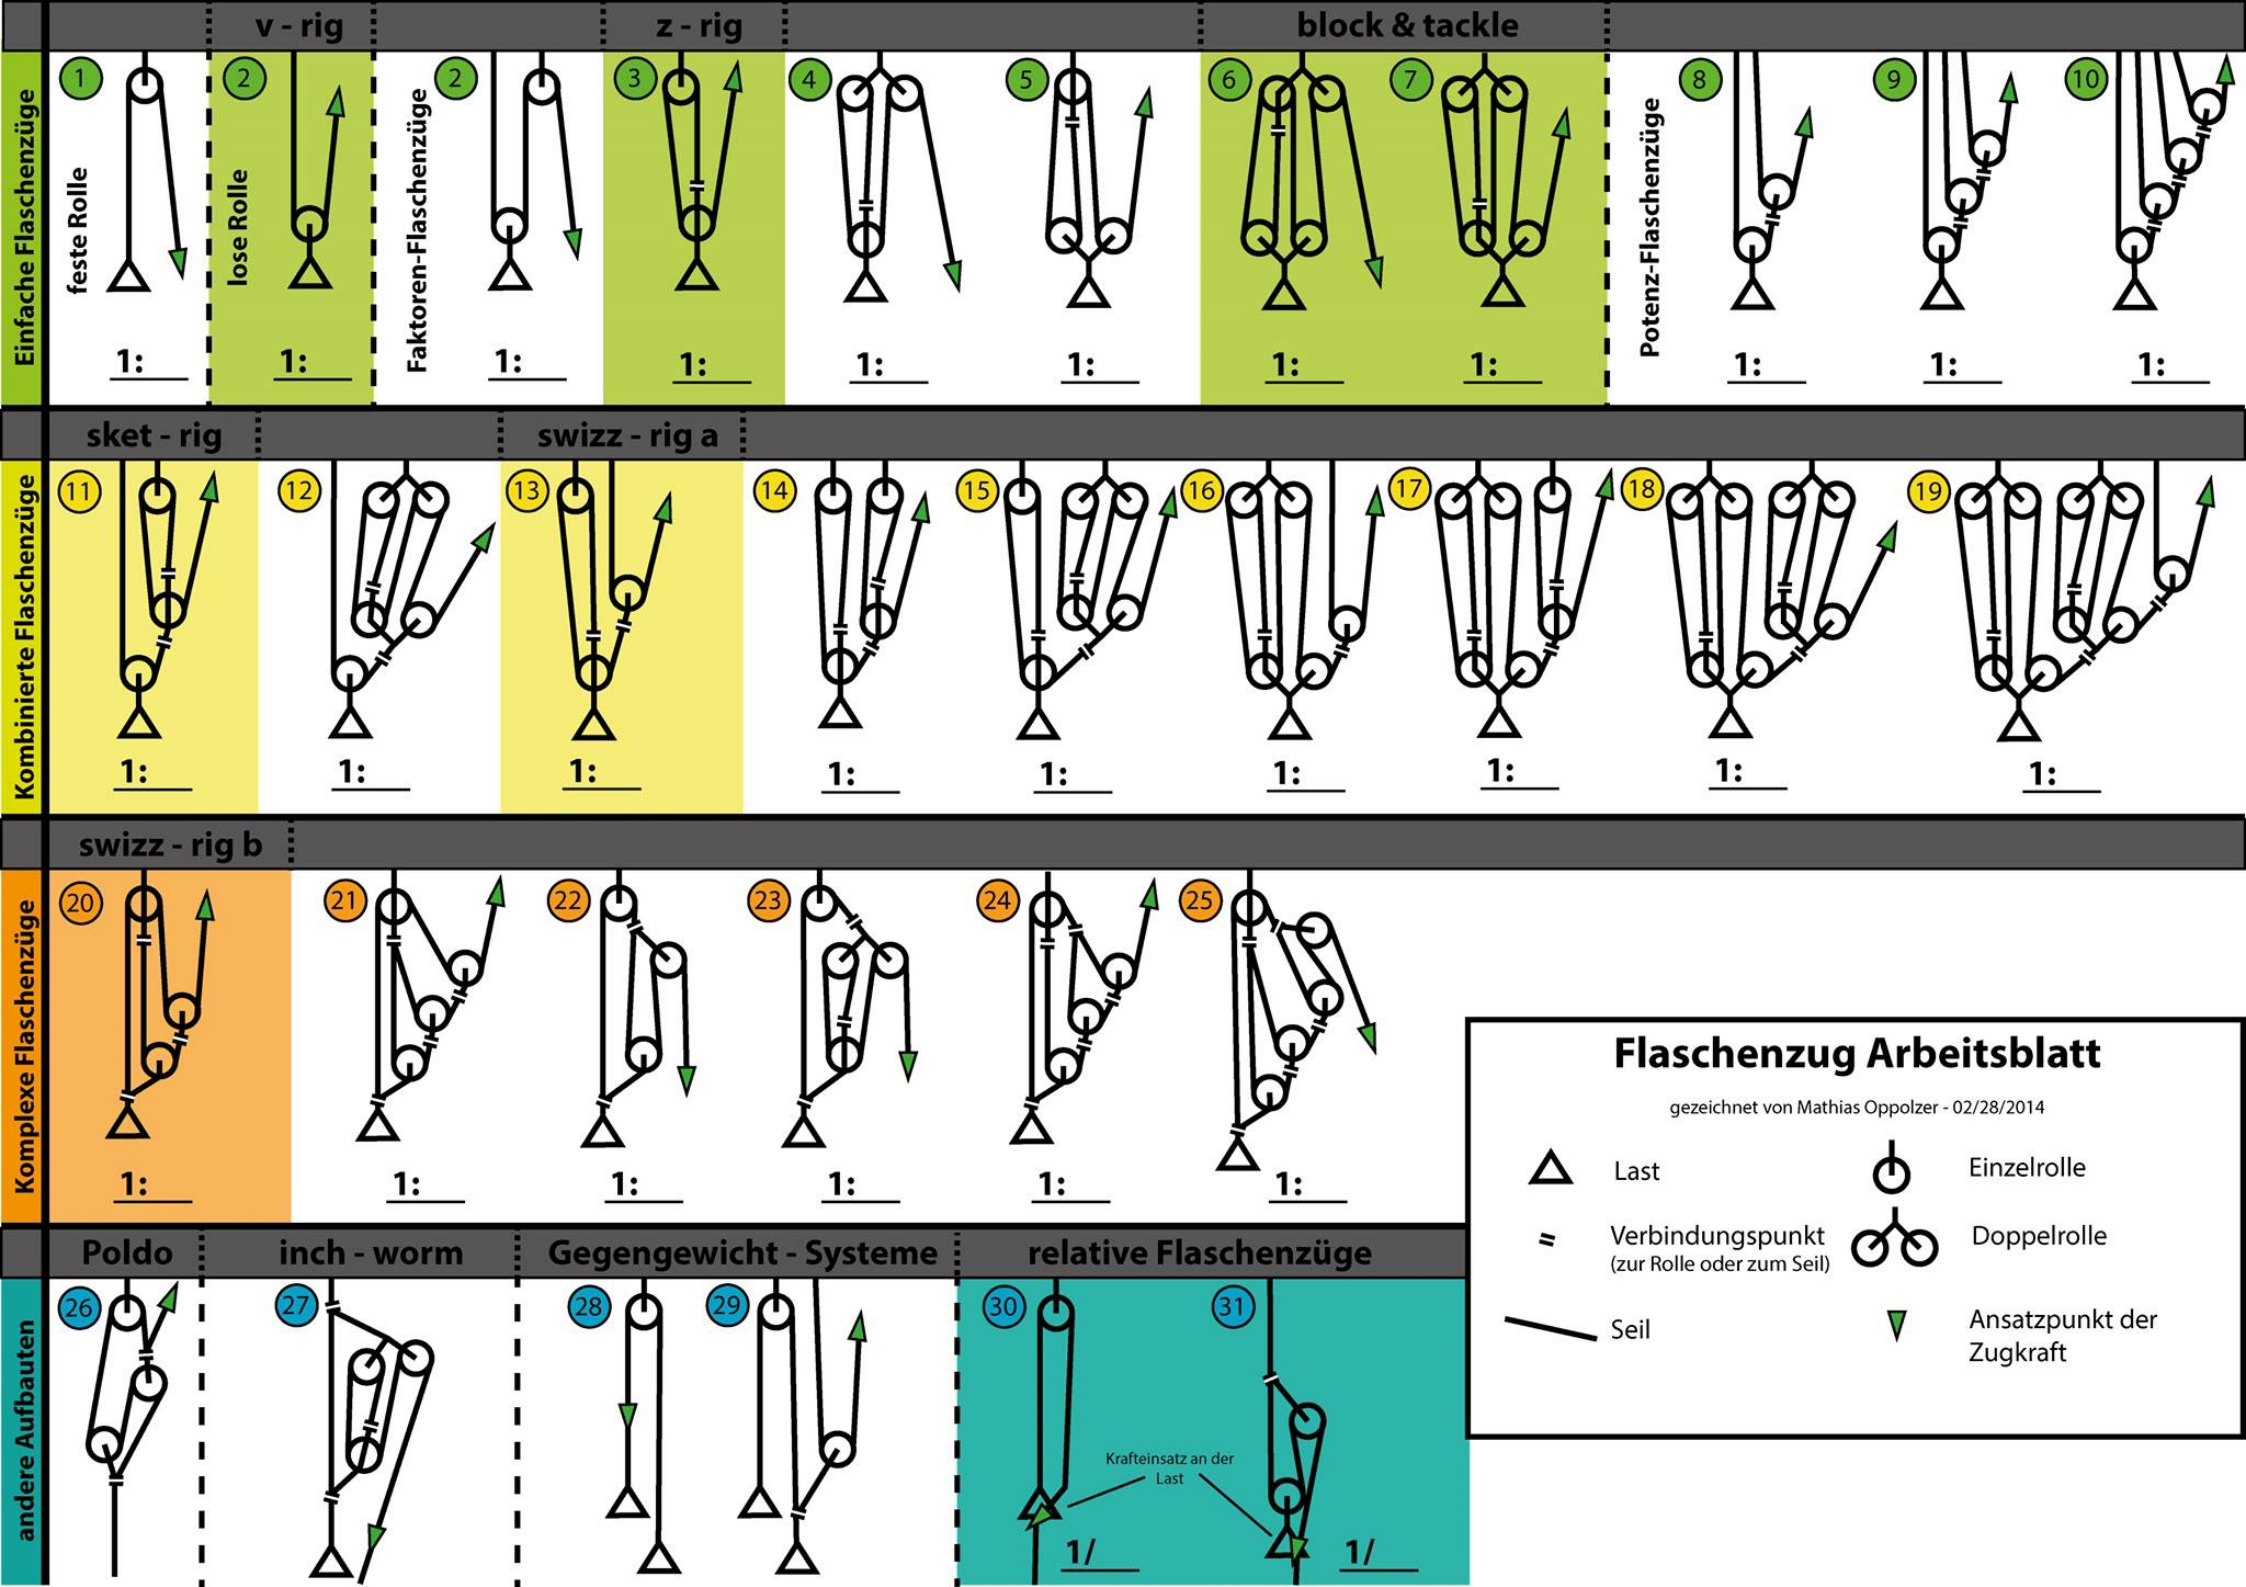 v - rig
z - rig
block & tackle
Einfache Flaschenzüge
1
feste Rolle
1:
2
lose Rolle
1:
2
Faktoren-Flaschenzüge
1:
3
1:
4
1:
5
1:
6
1:
7
1:
Potenz-Flaschenzüge
8
1:
9
1:
10
1:
sket - rig
swizz - rig a
Kombinierte Flaschenzüge
11
1:
12
1:
13
1:
14
1:
15
1:
16
1:
17
1:
18
1:
19
1:
swizz - rig b
Komplexe Flaschenzüge
20
1:
21
1:
22
1:
23
1:
24
1:
25
1:
Poldo
inch - worm
Gegengewicht - Systeme
relative Flaschenzüge
andere Aufbauten
26
27
28
29
30
31
Krafteinsatz an der
Last
1/
1/
Flaschenzug Arbeitsblatt
gezeichnet von Mathias Oppolzer - 02/28/2014
Last
Einzelrolle
Verbindungspunkt
(zur Rolle oder zum Seil)
Doppelrolle
Seil
Ansatzpunkt der
Zugkraft